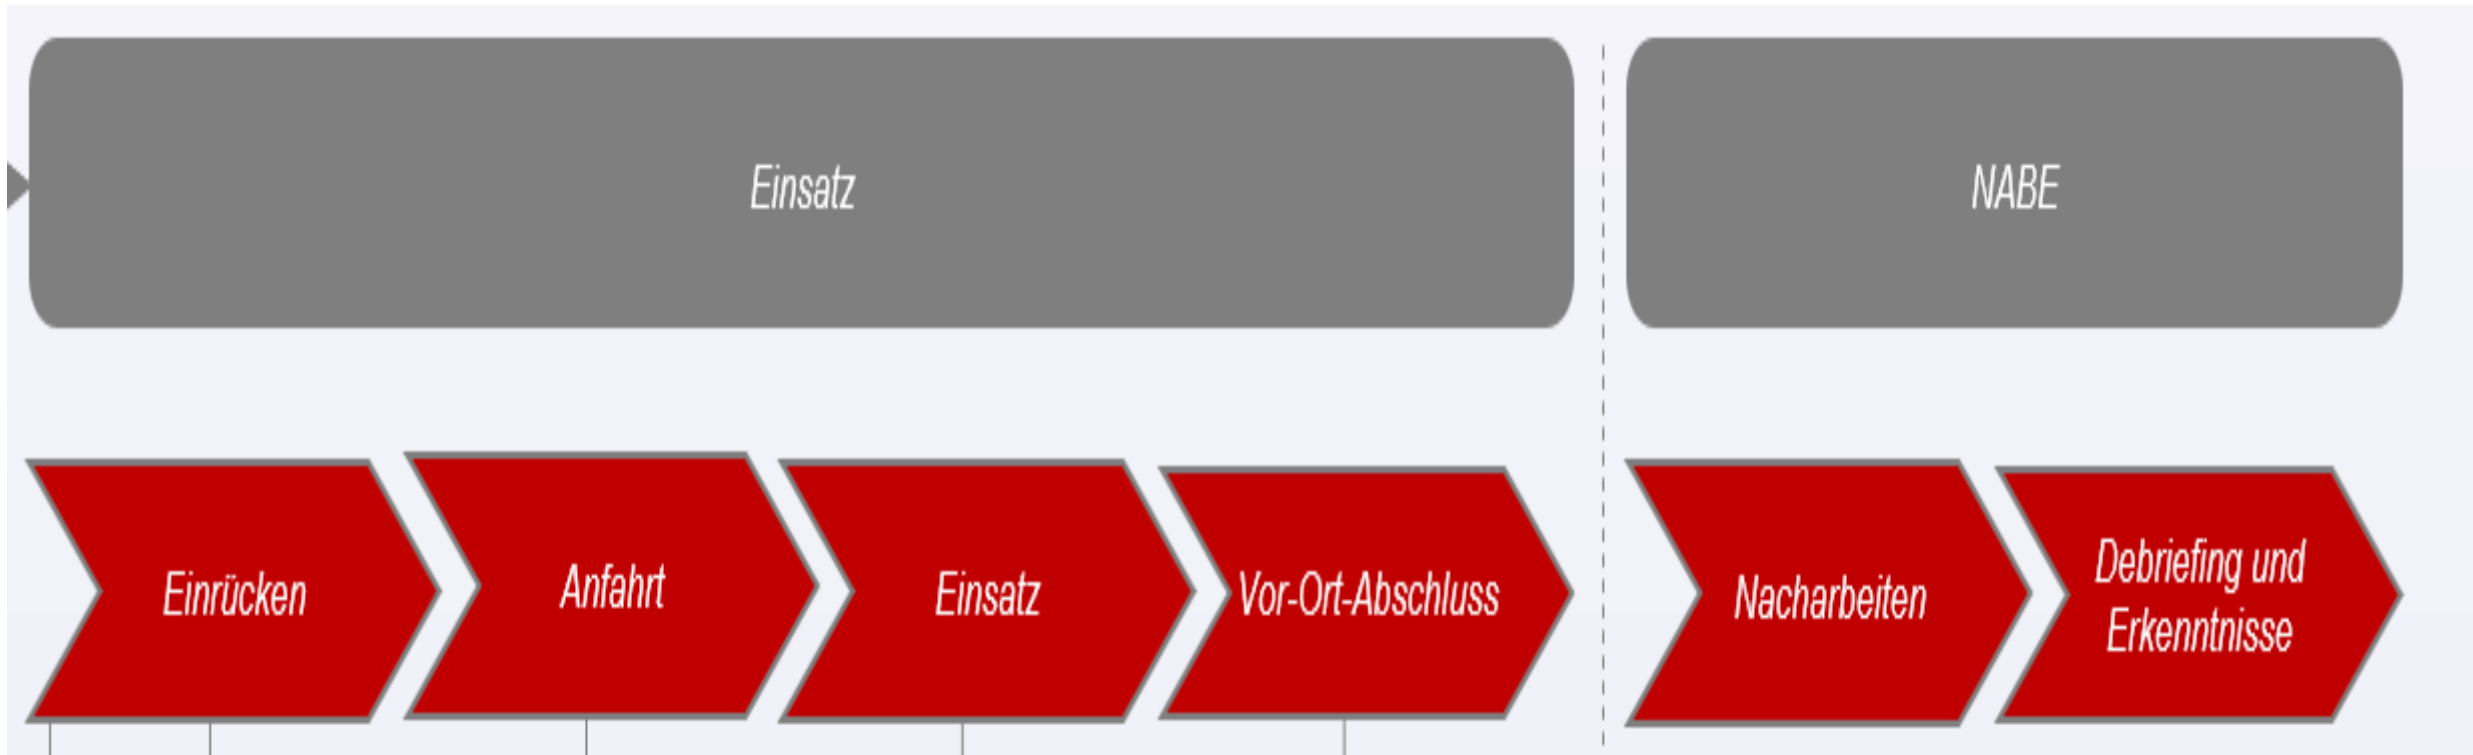 Einsatz
NABE
Einrücken
Anfahrt
Einsatz
Vor-Ort-Abschluss
Nacharbeiten
Debriefing und
Erkenntnisse